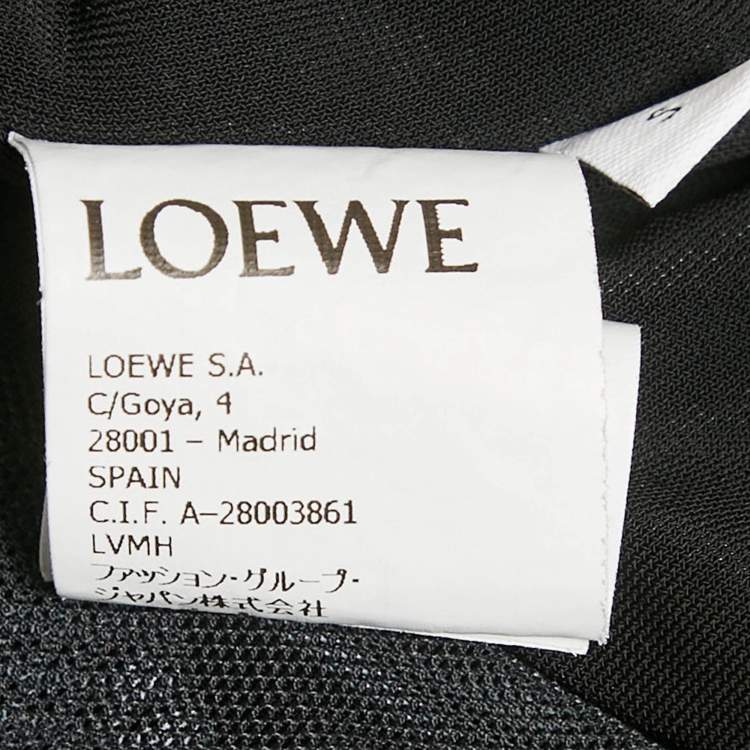 LOEWE
LOEWE S.A.
C/Goya, 4
28001 – Madrid
SPAIN
C.I.F. A–28003861
LVMH
ファッション・グループ・
ジャパン株式会社
S